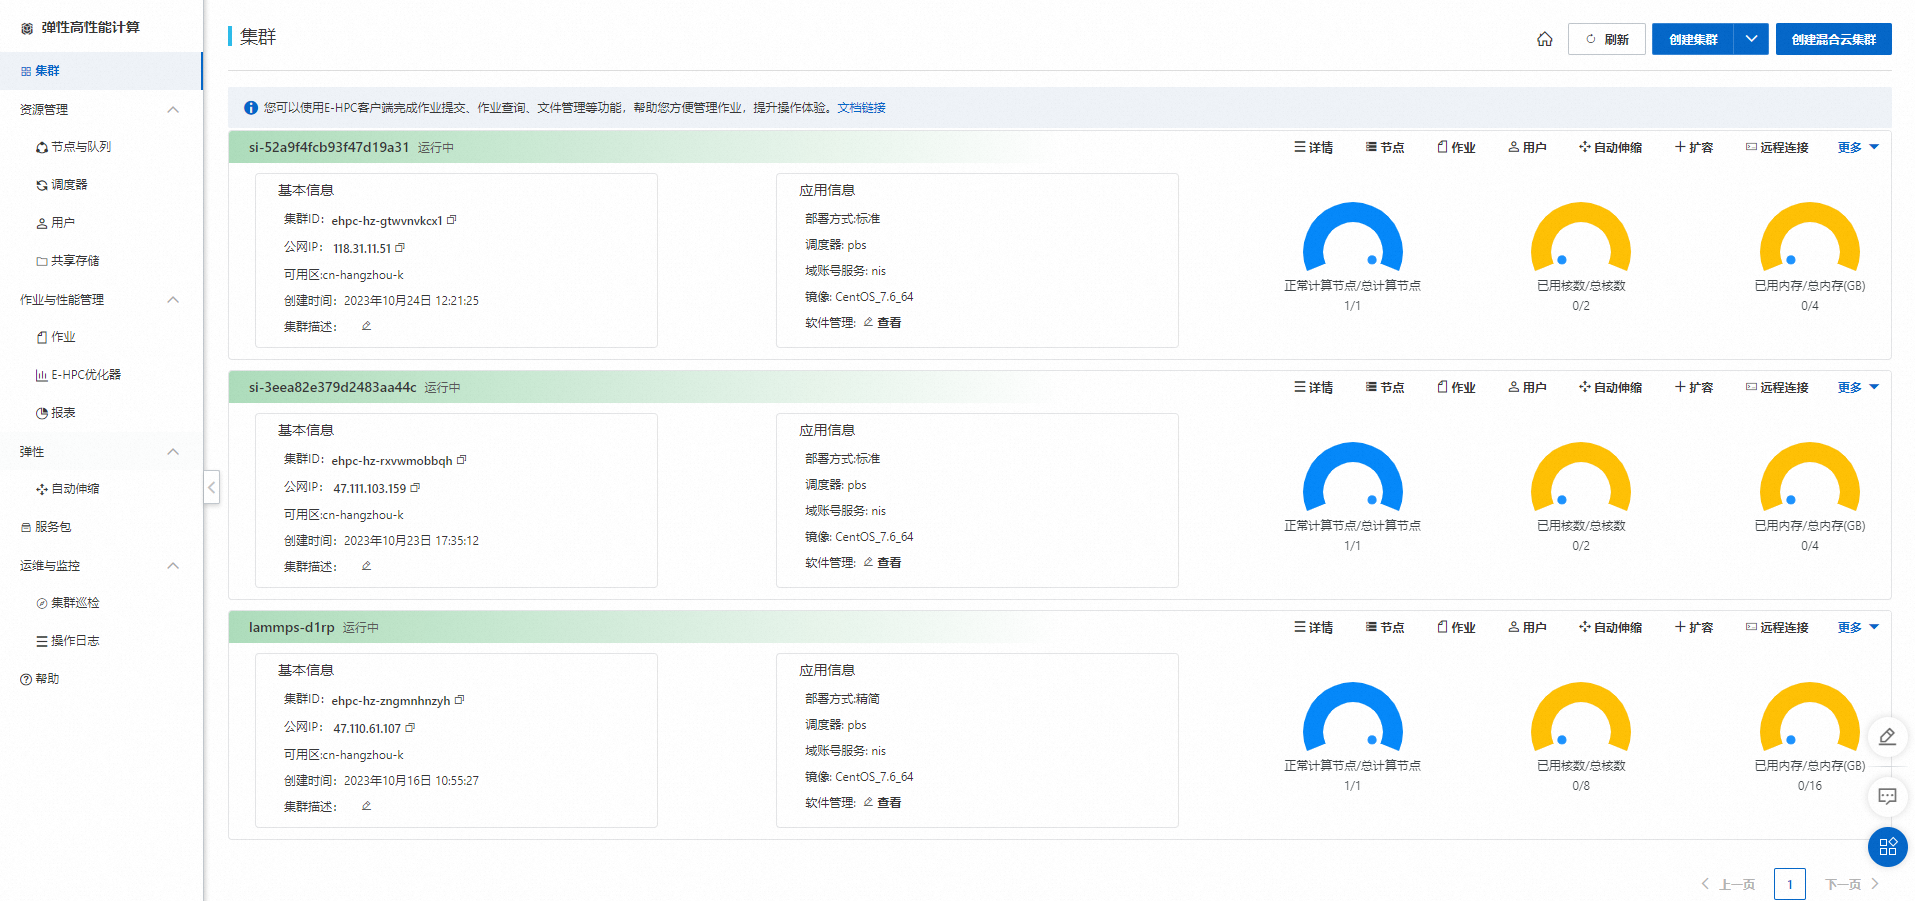 弹性高性能计算
集群
资源管理
节点与队列
调度器
用户
共享存储
作业与性能管理
作业
E-HPC优化器
报表
弹性
自动伸缩
服务包
运维与监控
集群巡检
操作日志
帮助
集群
刷新 创建集群 创建混合云集群
您可以使用E-HPC客户端完成作业提交、作业查询、文件管理等功能，帮助您方便管理作业，提升操作体验。文档链接
si-52a9f4fcb93f47d19a31 运行中 详情 节点 作业 用户 自动伸缩 扩容 远程连接 更多
基本信息
集群ID: ehpc-hz-gtwvnvkcx1
公网IP: 118.31.11.51
可用区:cn-hangzhou-k
创建时间: 2023年10月24日 12:21:25
集群描述:
应用信息
部署方式:标准
调度器: pbs
域账号服务: nis
镜像: CentOS_7.6_64
软件管理: 查看
正常计算节点/总计算节点
1/1
已用核数/总核数
0/2
已用内存/总内存(GB)
0/4
si-3eea82e379d2483aa44c 运行中 详情 节点 作业 用户 自动伸缩 扩容 远程连接 更多
基本信息
集群ID: ehpc-hz-rxvwmobbqh
公网IP: 47.111.103.159
可用区:cn-hangzhou-k
创建时间: 2023年10月23日 17:35:12
集群描述:
应用信息
部署方式:标准
调度器: pbs
域账号服务: nis
镜像: CentOS_7.6_64
软件管理: 查看
正常计算节点/总计算节点
1/1
已用核数/总核数
0/2
已用内存/总内存(GB)
0/4
lammps-d1rp 运行中 详情 节点 作业 用户 自动伸缩 扩容 远程连接 更多
基本信息
集群ID: ehpc-hz-zngmnhnzyh
公网IP: 47.110.61.107
可用区:cn-hangzhou-k
创建时间: 2023年10月16日 10:55:27
集群描述:
应用信息
部署方式:精简
调度器: pbs
域账号服务: nis
镜像: CentOS_7.6_64
软件管理: 查看
正常计算节点/总计算节点
1/1
已用核数/总核数
0/8
已用内存/总内存(GB)
0/16
上一页 1 下一页